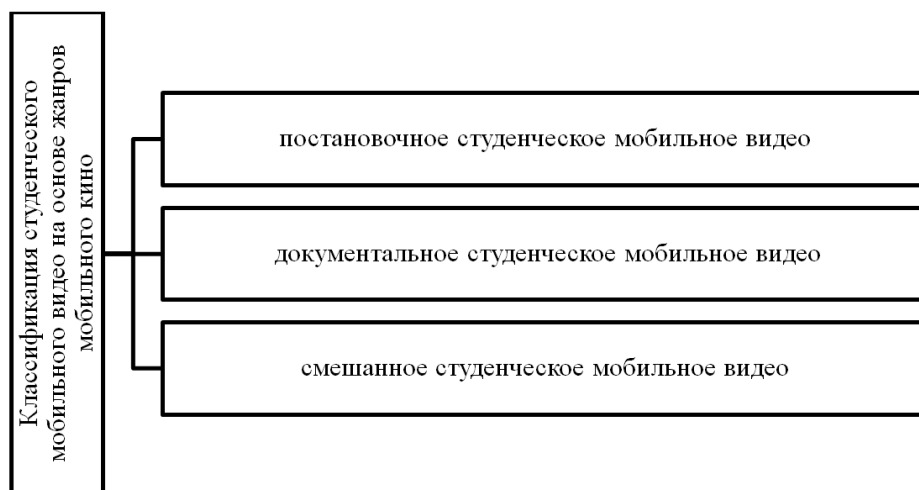 Классификация студенческого
мобильного видео на основе жанров
мобильного кино
постановочное студенческое мобильное видео
документальное студенческое мобильное видео
смешанное студенческое мобильное видео